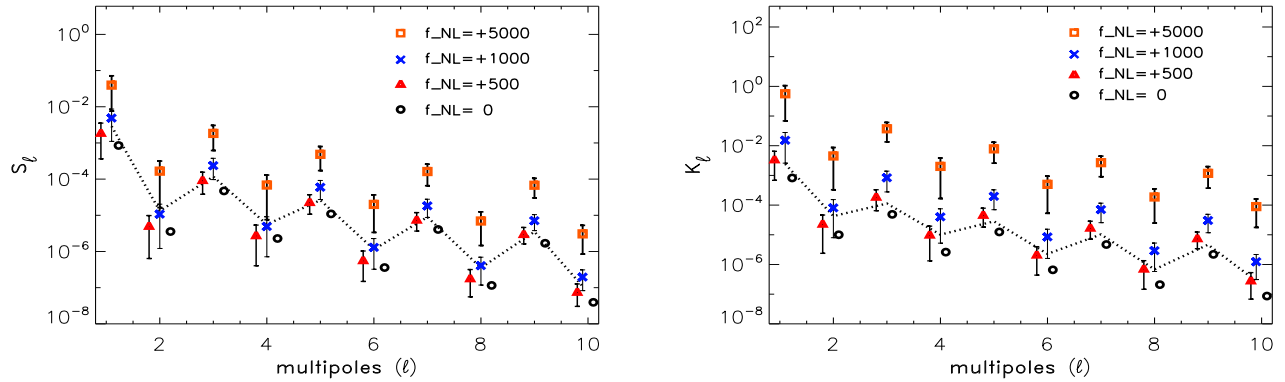 10⁰
10⁻²
10⁻⁴
10⁻⁶
10⁻⁸
S_ℓ
f_NL=+5000
f_NL=+1000
f_NL=+500
f_NL= 0
2 4 6 8 10
multipoles (ℓ)
10²
10⁰
10⁻²
10⁻⁴
10⁻⁶
10⁻⁸
K_ℓ
f_NL=+5000
f_NL=+1000
f_NL=+500
f_NL= 0
2 4 6 8 10
multipoles (ℓ)